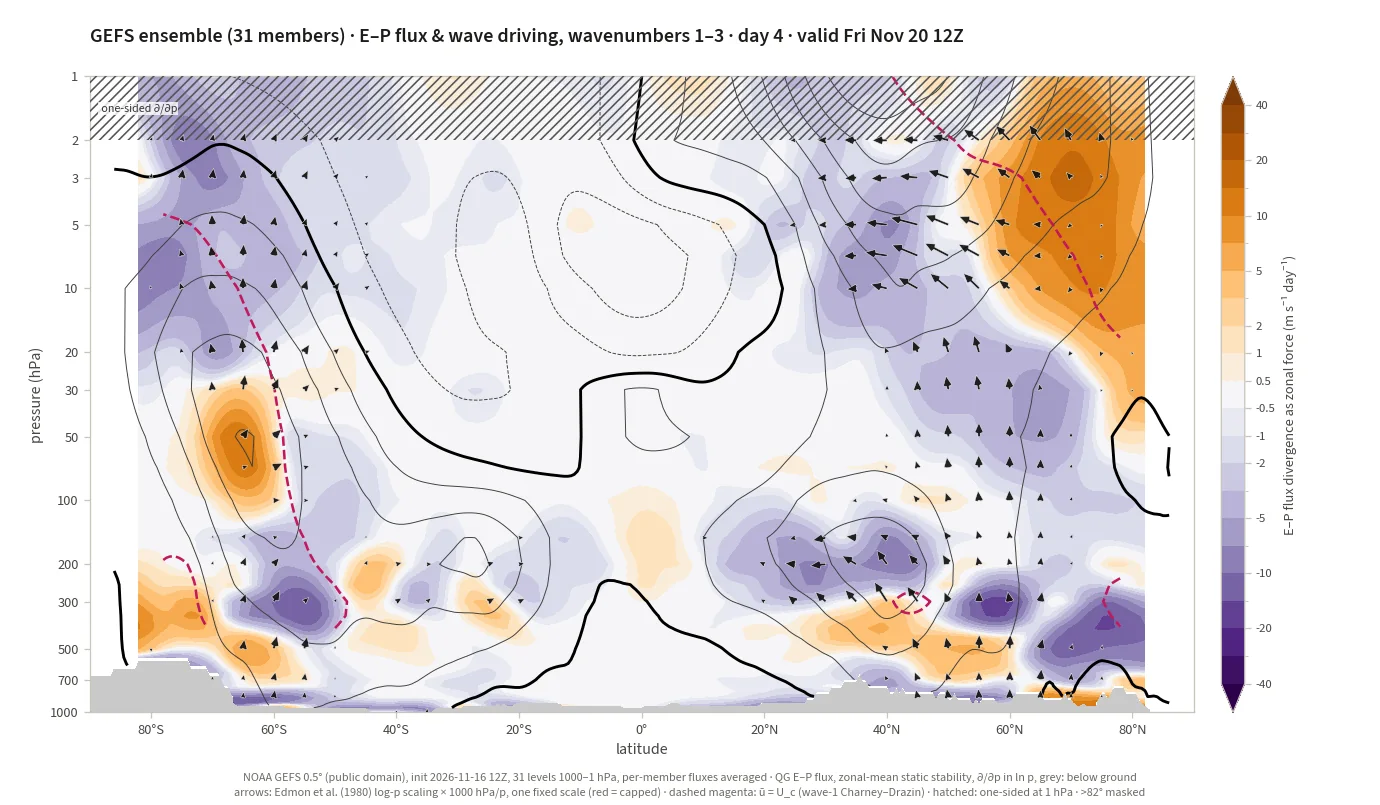 GEFS ensemble (31 members) · E–P flux & wave driving, wavenumbers 1–3 · day 4 · valid Fri Nov 20 12Z
one-sided ∂/∂p
pressure (hPa)
1
2
3
5
10
20
30
50
100
200
300
500
700
1000
80°S
60°S
40°S
20°S
0°
20°N
40°N
60°N
80°N
latitude
40
20
10
5
2
1
0.5
-0.5
-1
-2
-5
-10
-20
-40
E–P flux divergence as zonal force (m s⁻¹ day⁻¹)
NOAA GEFS 0.5° (public domain), init 2026-11-16 12Z, 31 levels 1000–1 hPa, per-member fluxes averaged · QG E–P flux, zonal-mean static stability, ∂/∂p in ln p, grey: below ground
arrows: Edmon et al. (1980) log-p scaling × 1000 hPa/p, one fixed scale (red = capped) · dashed magenta: ū = U_c (wave-1 Charney–Drazin) · hatched: one-sided at 1 hPa · >82° masked